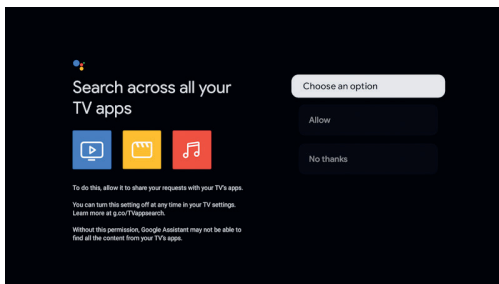 Search across all your
TV apps
To do this, allow it to share your requests with your TV's apps.
You can turn this setting off at any time in your TV settings.
Learn more at g.co/TVappsearch.
Without this permission, Google Assistant may not be able to
find all the content from your TV's apps.
Choose an option
Allow
No thanks